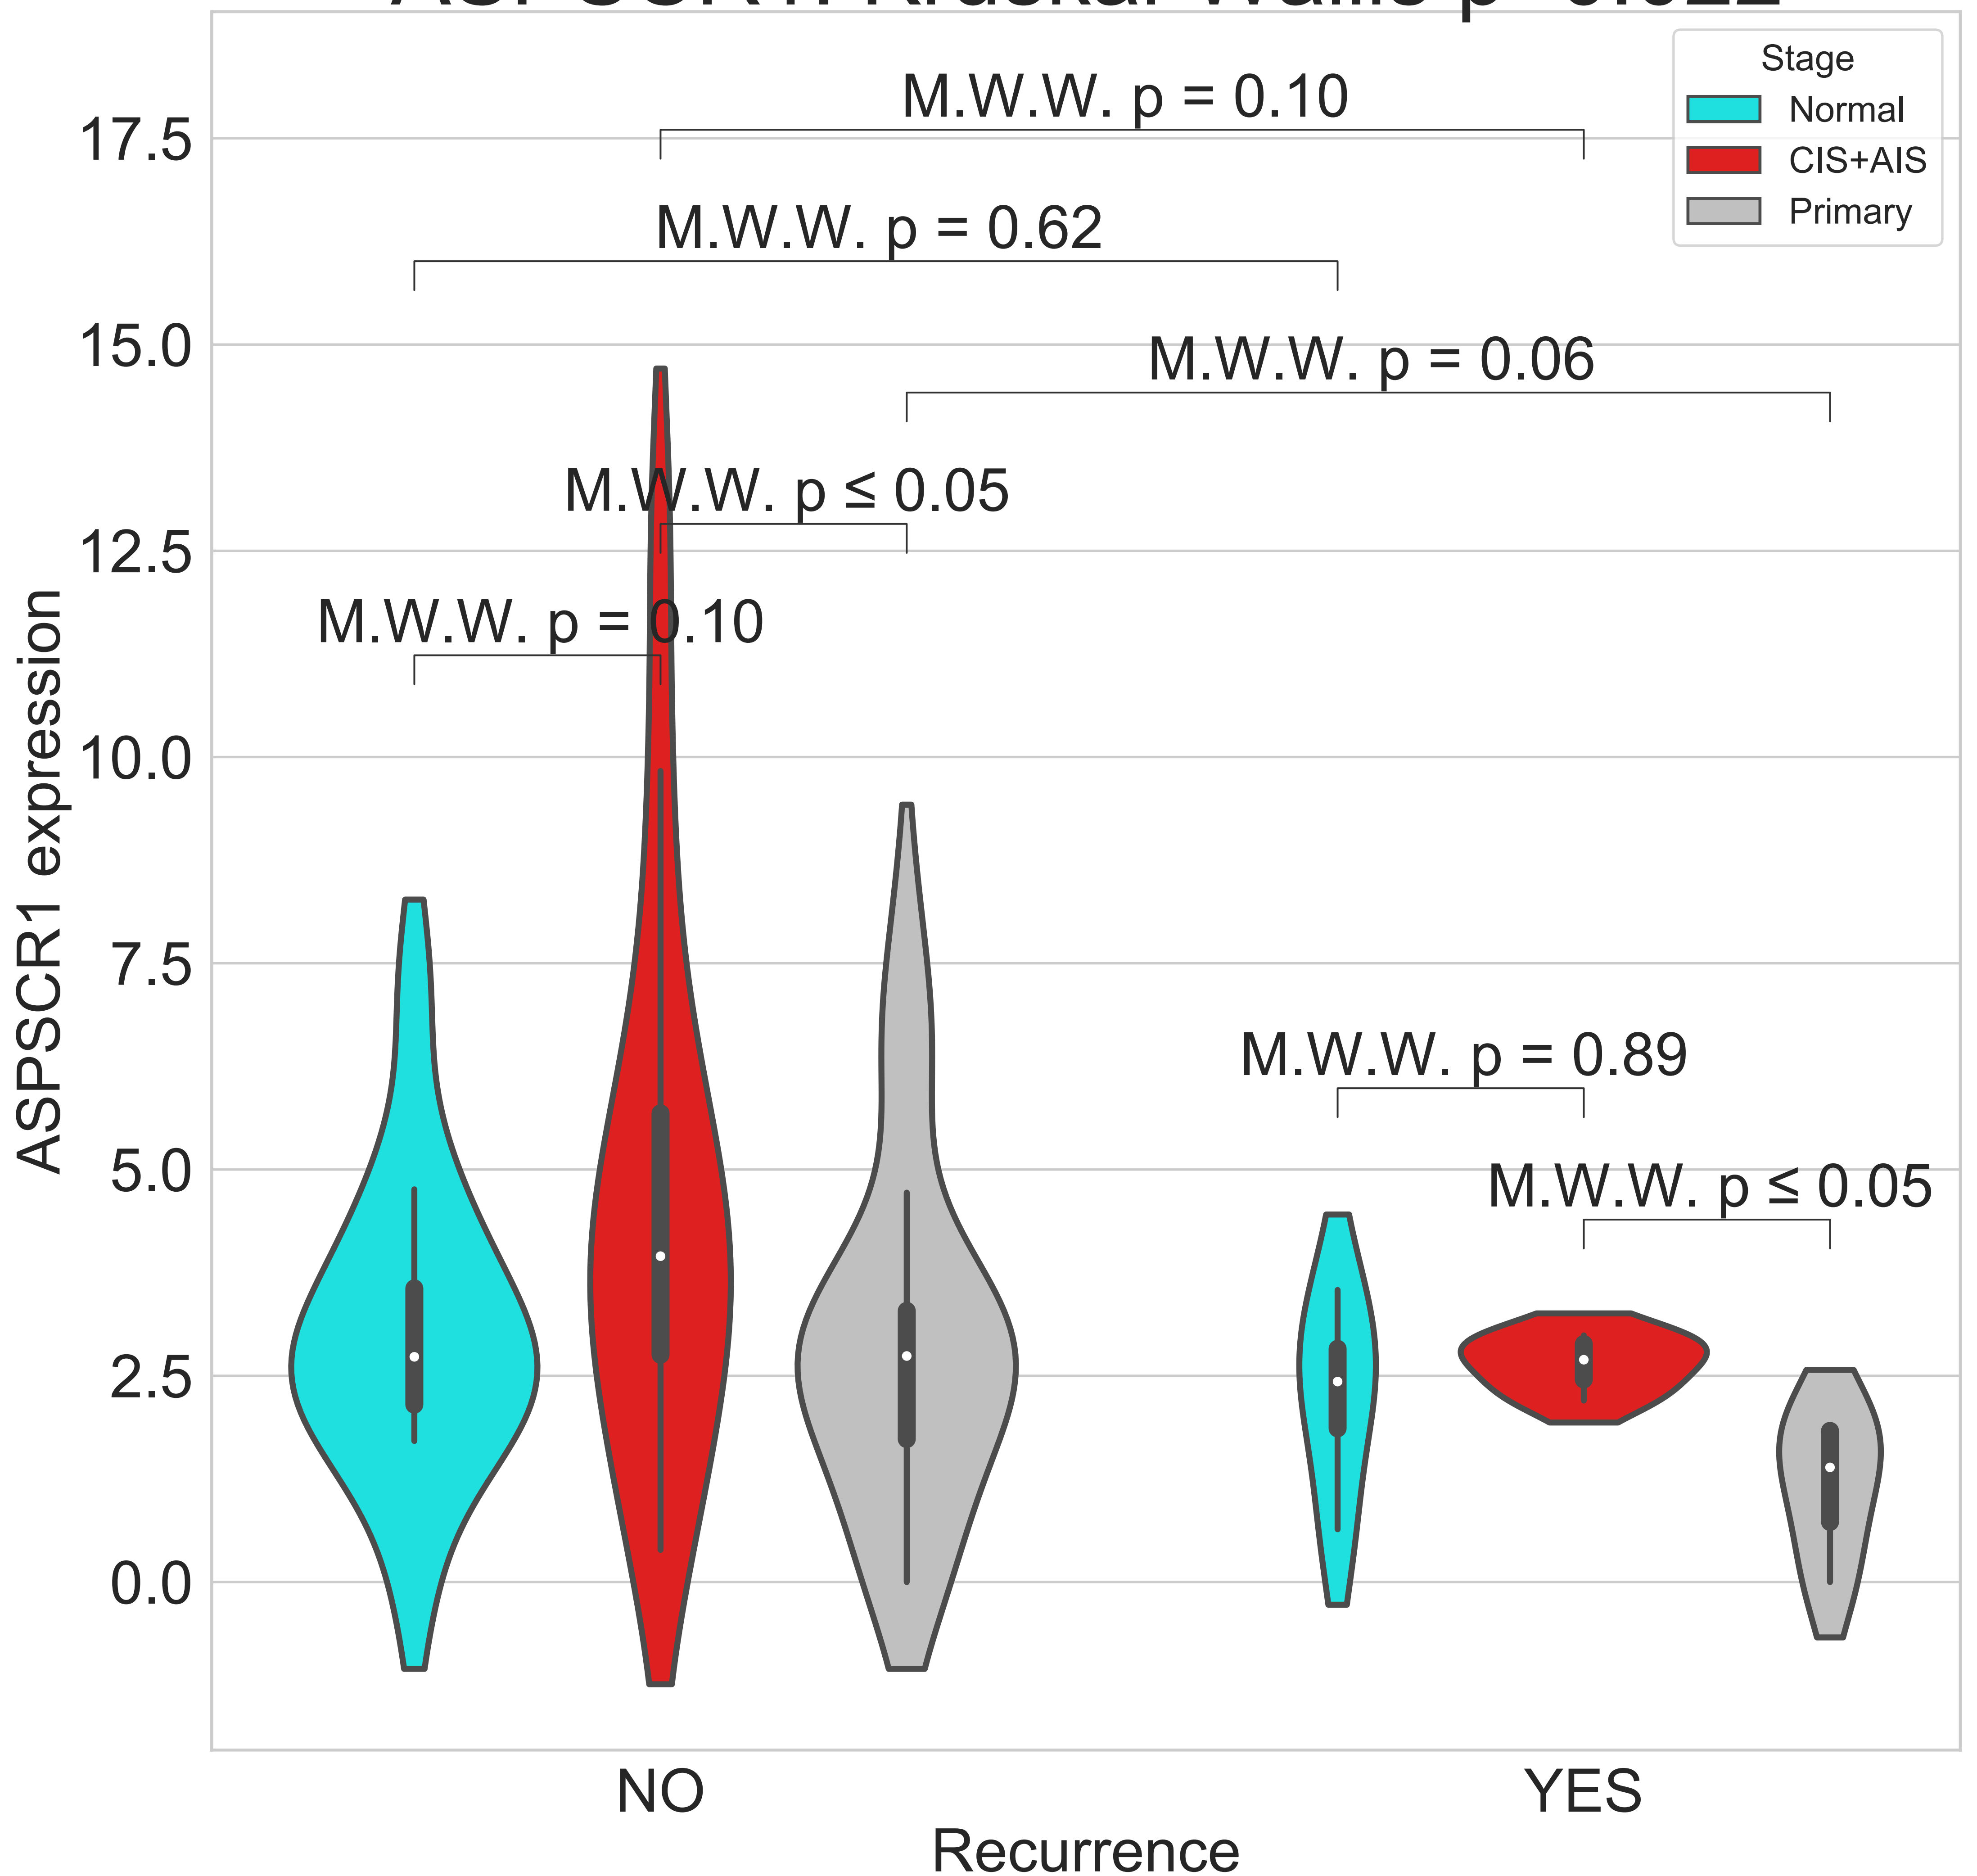 Stage
Normal
CIS+AIS
Primary
M.W.W. p = 0.10
M.W.W. p = 0.62
M.W.W. p = 0.06
M.W.W. p ≤ 0.05
M.W.W. p = 0.10
M.W.W. p = 0.89
M.W.W. p ≤ 0.05
17.5
15.0
12.5
10.0
7.5
5.0
2.5
0.0
ASPSCR1 expression
NO
YES
Recurrence